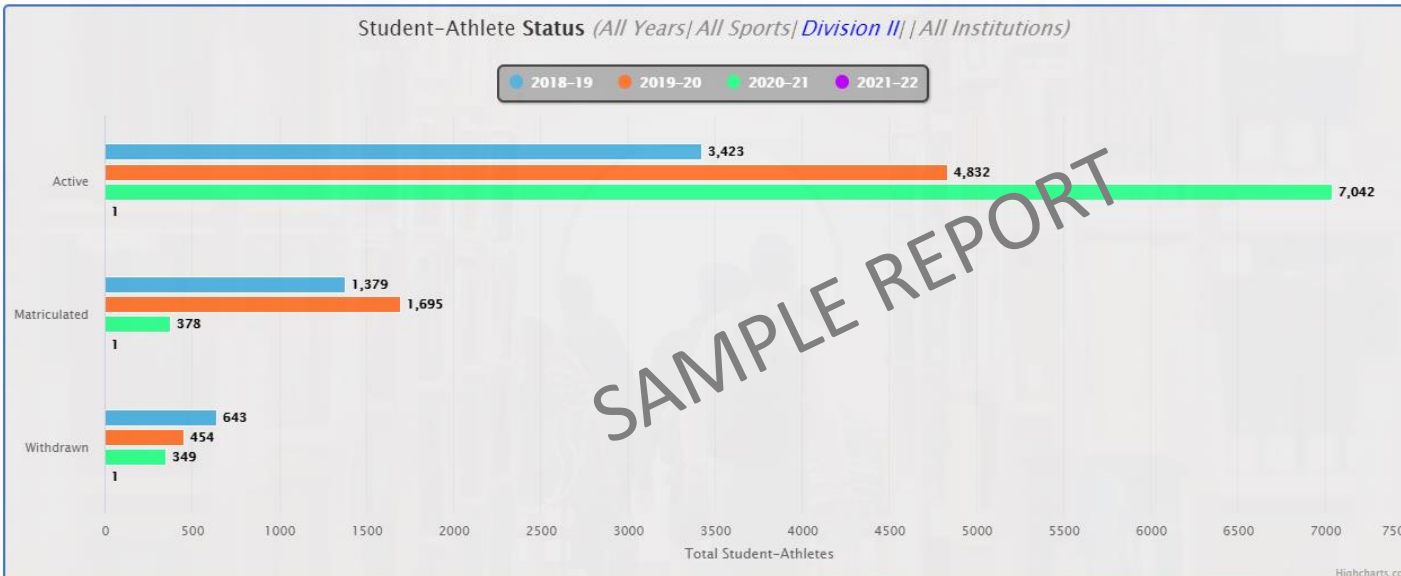 Student-Athlete Status (All Years| All Sports| Division II| | All Institutions)
2018-19 2019-20 2020-21 2021-22
Active
3,423
4,832
7,042
1
Matriculated
1,379
1,695
378
1
Withdrawn
643
454
349
1
0 500 1000 1500 2000 2500 3000 3500 4000 4500 5000 5500 6000 6500 7000 750
Total Student-Athletes
Highcharts.co
SAMPLE REPORT